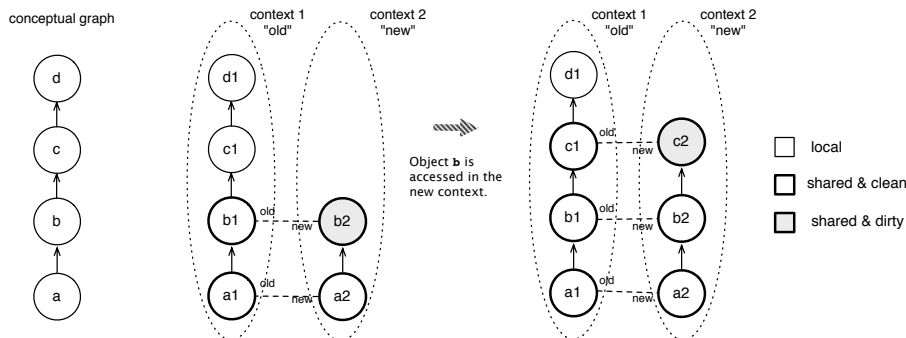 conceptual graph
d
c
b
a
context 1
"old"
context 2
"new"
d1
c1
b1
old
new
b2
a1
old
new
a2
Object b is
accessed in the
new context.
context 1
"old"
context 2
"new"
d1
c1
old
new
c2
b1
old
new
b2
a1
old
new
a2
local
shared & clean
shared & dirty